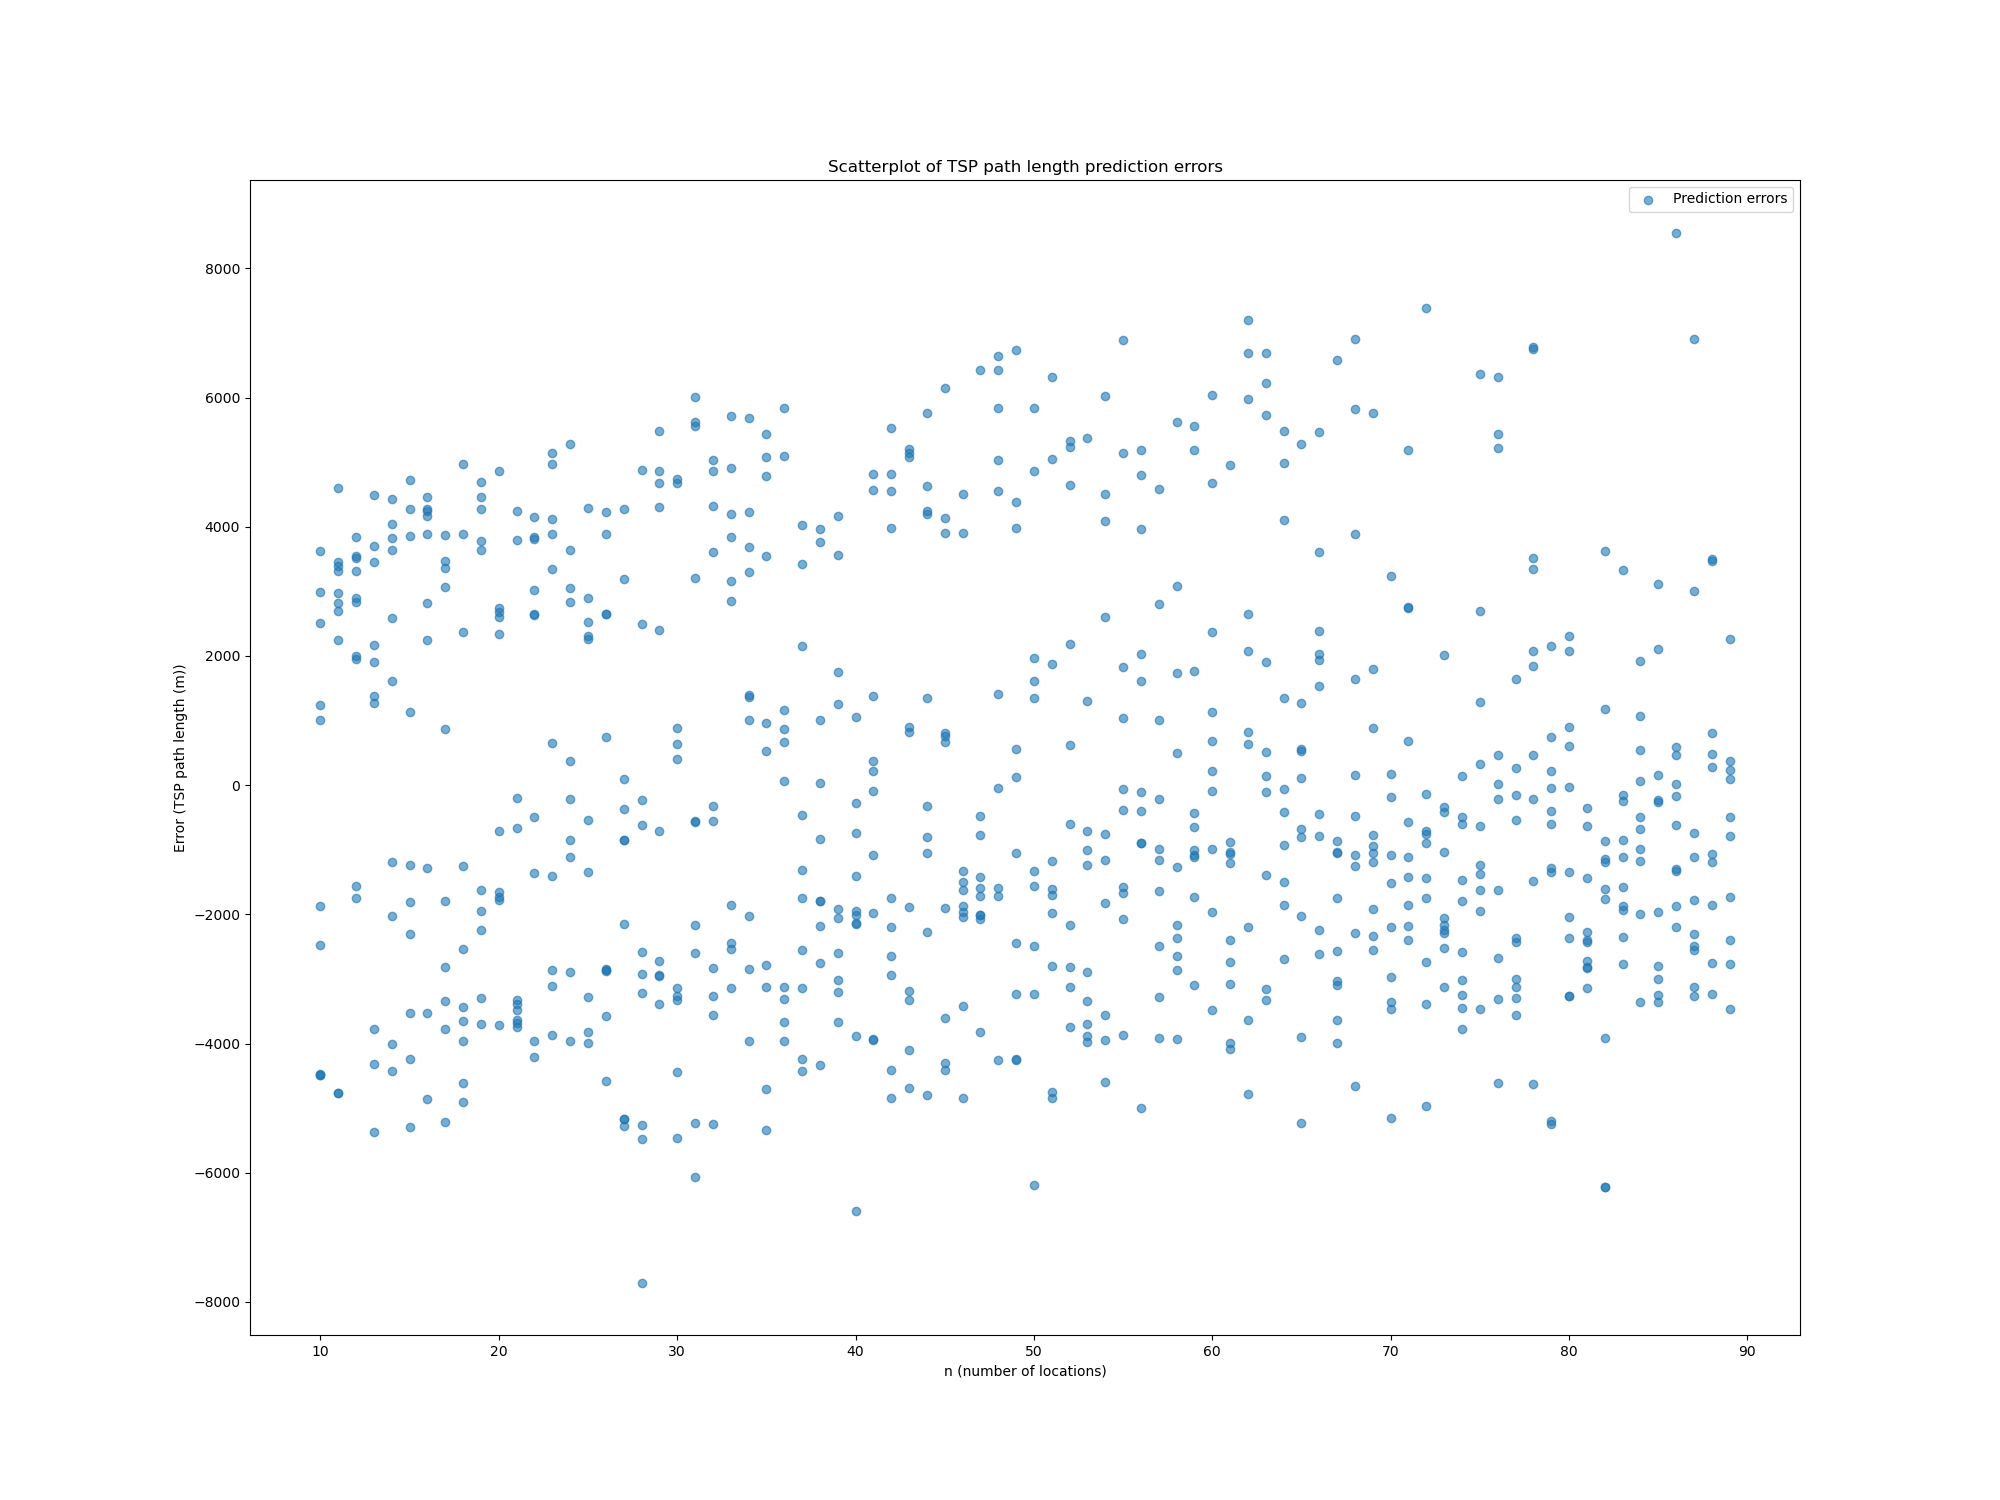 Scatterplot of TSP path length prediction errors
Prediction errors
8000
6000
4000
2000
0
−2000
−4000
−6000
−8000
Error (TSP path length (m))
10 20 30 40 50 60 70 80 90
n (number of locations)